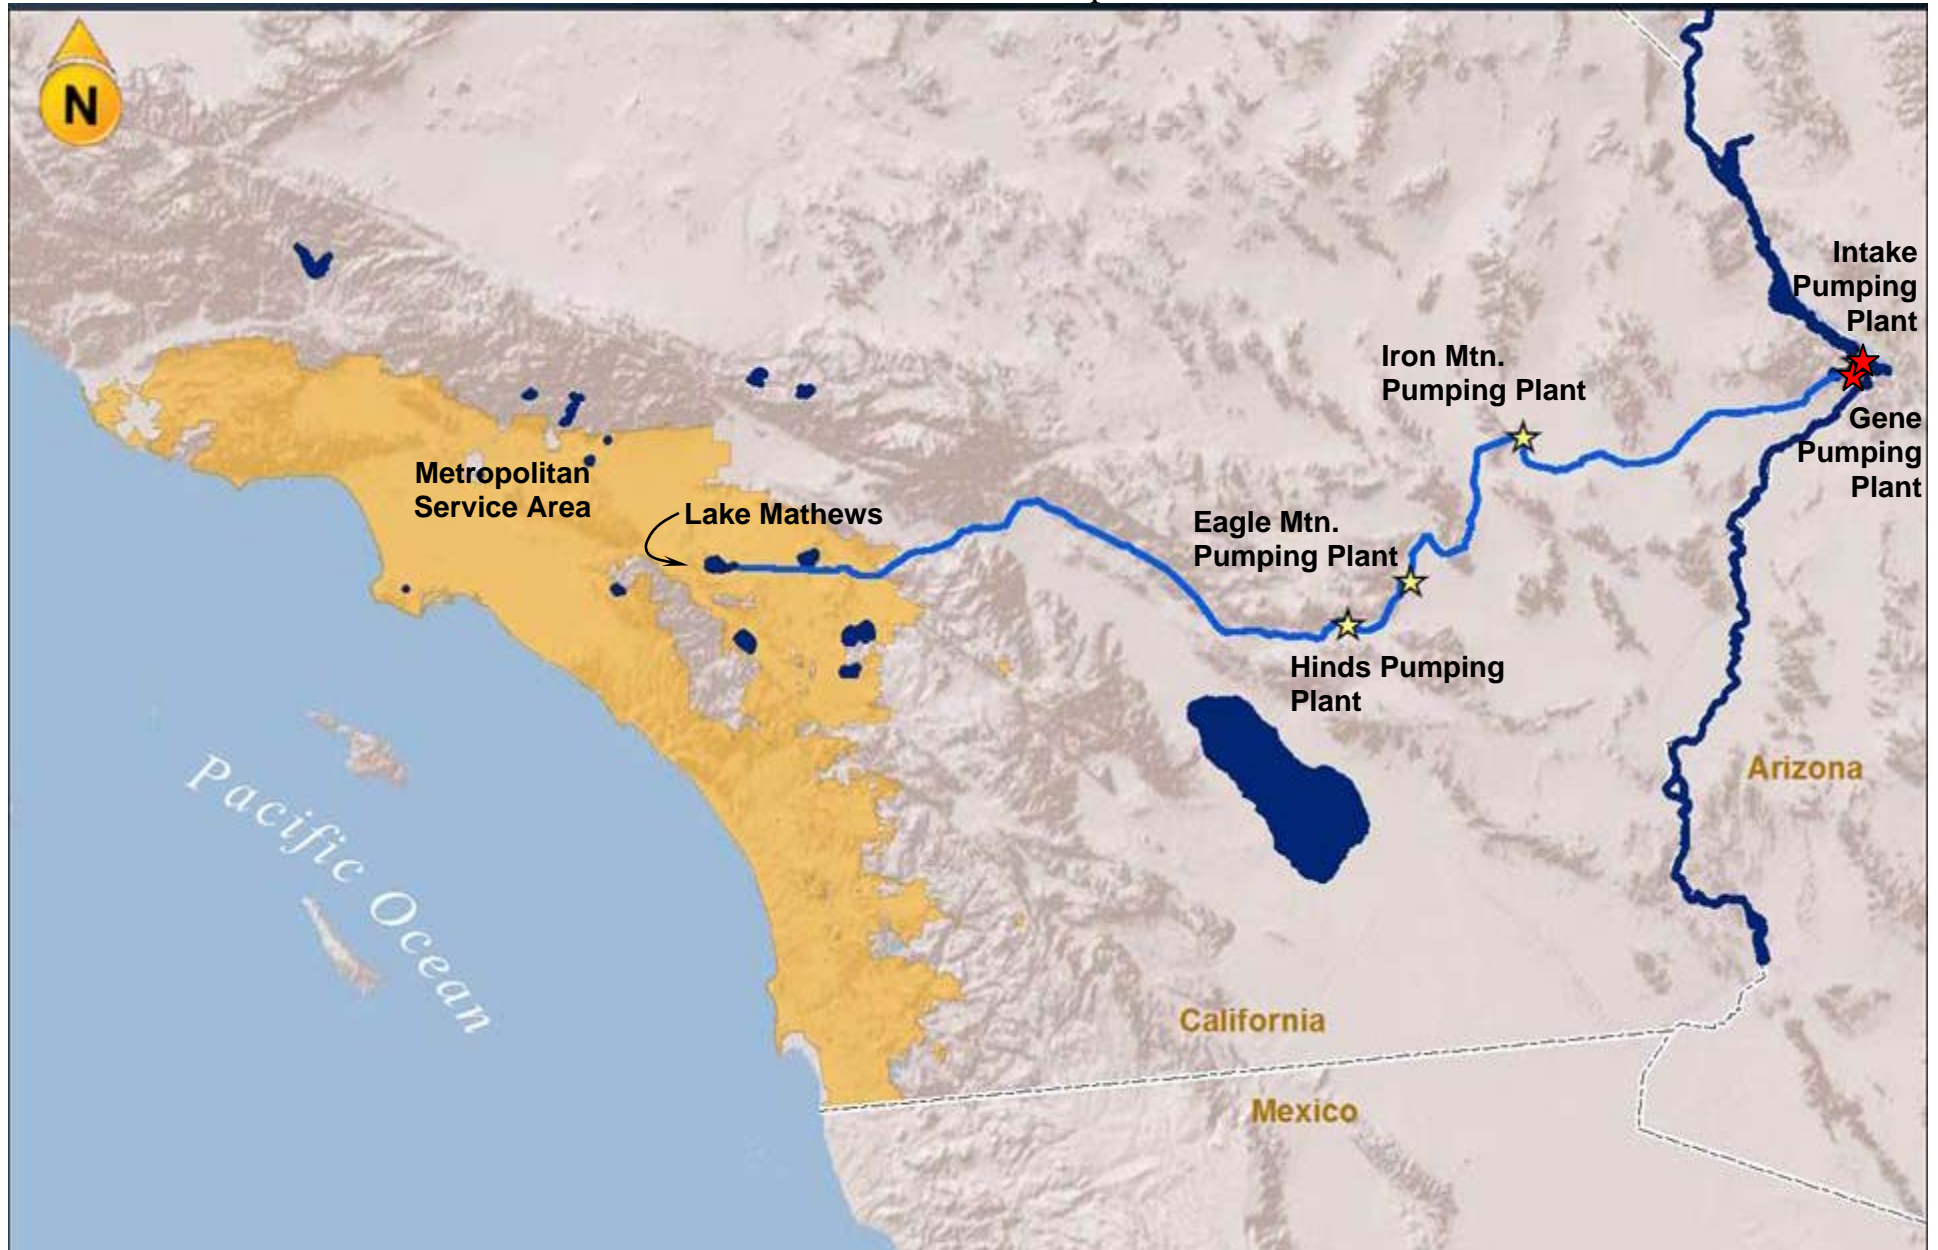 N
Intake
Pumping
Plant
Iron Mtn.
Pumping Plant
Gene
Pumping
Plant
Metropolitan
Service Area
Lake Mathews
Eagle Mtn.
Pumping Plant
Hinds Pumping
Plant
Arizona
Pacific Ocean
California
Mexico